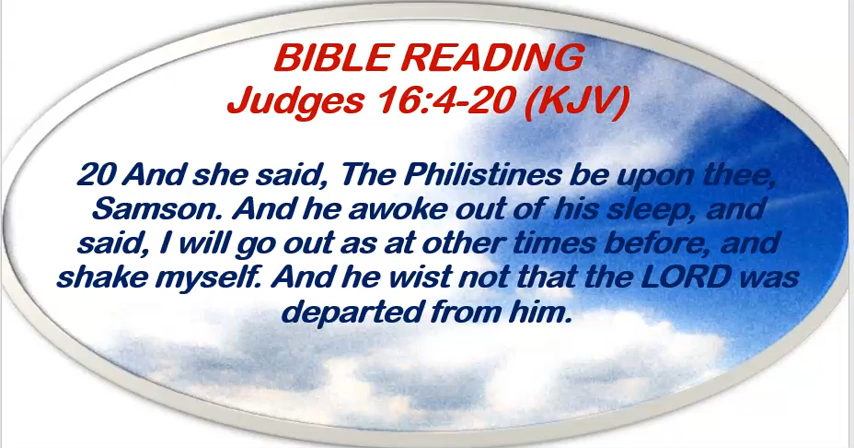 BIBLE READING
Judges 16:4-20 (KJV)
20 And she said, The Philistines be upon thee,
Samson. And he awoke out of his sleep, and
said, I will go out as at other times before, and
shake myself. And he wist not that the LORD was
departed from him.